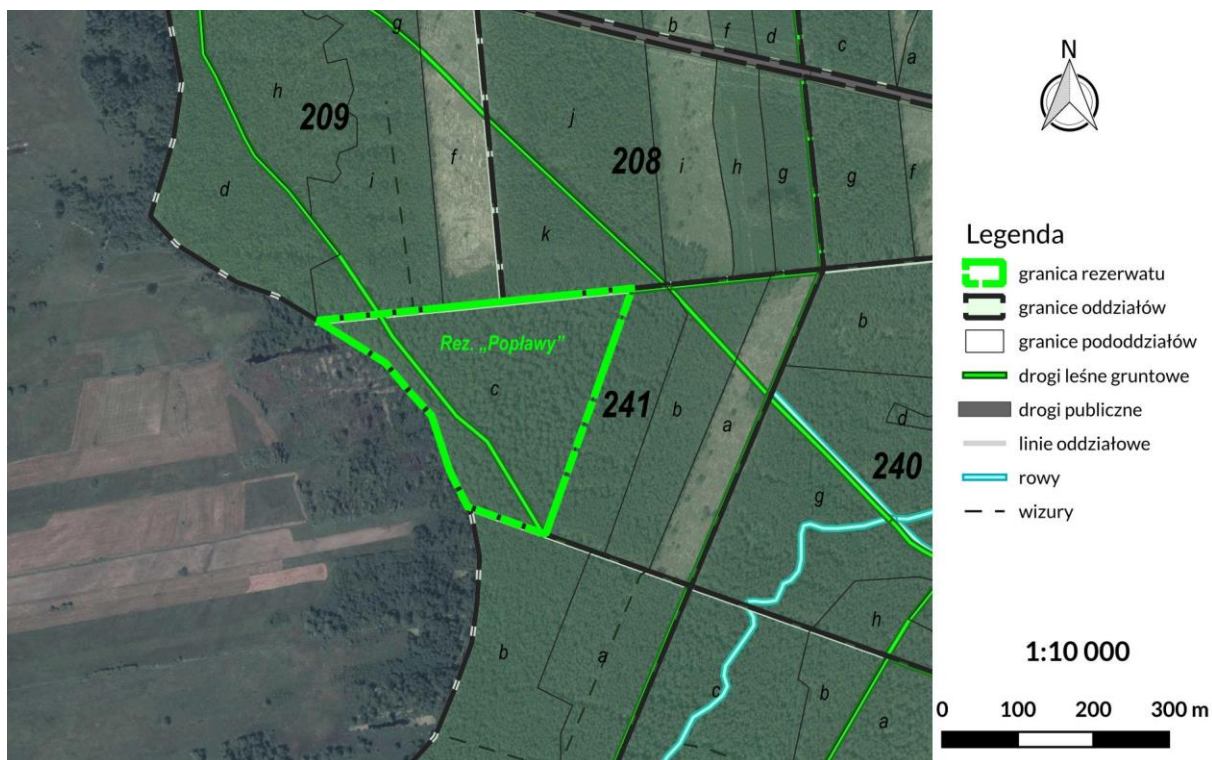 g
b
f
d
c
a
h
209
j
f
i
208
i
h
g
g
f
d
k
b
Rez. „Popławy”
c
241
b
a
d
240
g
h
b
a
c
b
a
N
Legenda
granica rezerwatu
granice oddziałów
granice pododdziałów
drogi leśne gruntowe
drogi publiczne
linie oddziałowe
rowy
wizury
1:10 000
0 100 200 300 m